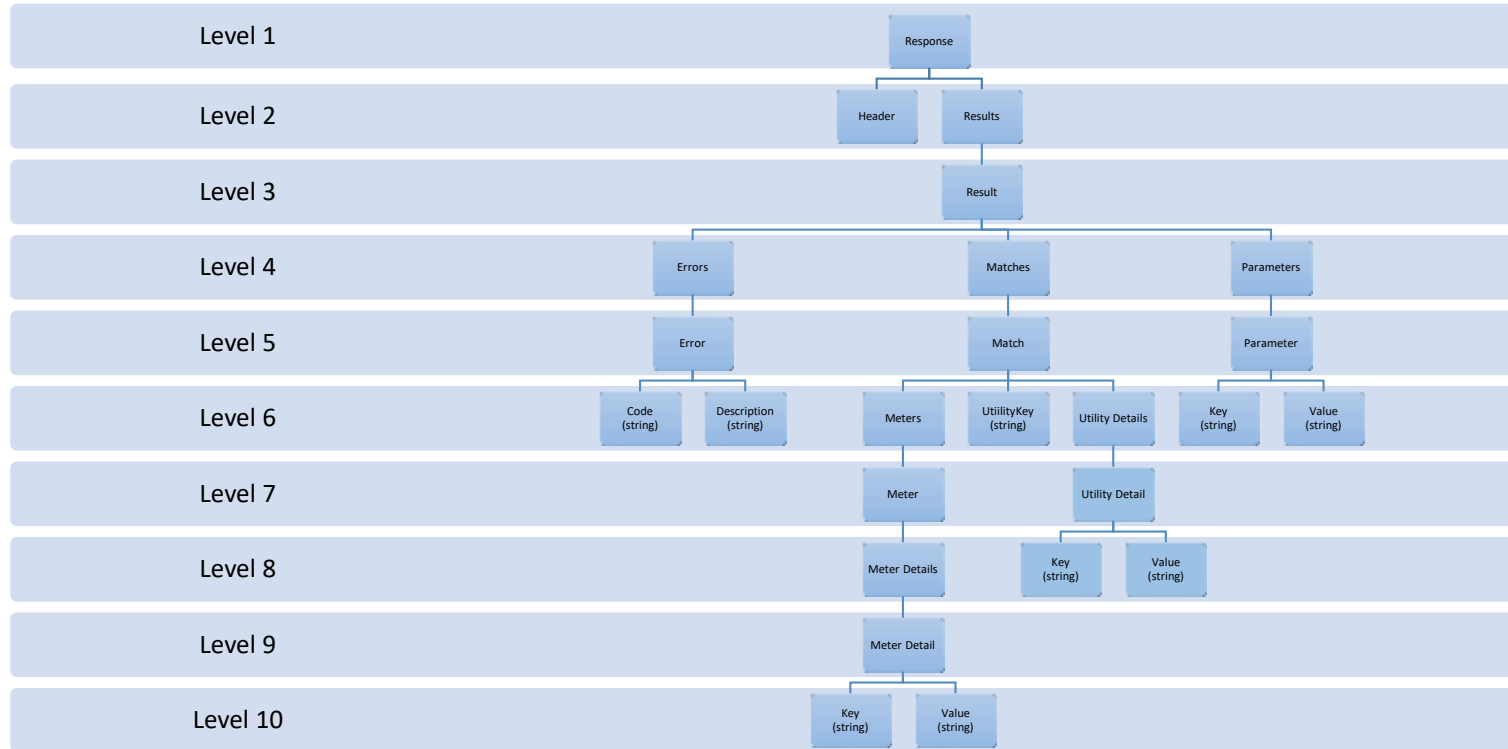 Level 1
Response
Level 2
Header
Results
Level 3
Result
Level 4
Errors
Matches
Parameters
Level 5
Error
Match
Parameter
Level 6
Code
(string)
Description
(string)
Meters
UtiilityKey
(string)
Utility Details
Key
(string)
Value
(string)
Level 7
Meter
Utility Detail
Level 8
Meter Details
Key
(string)
Value
(string)
Level 9
Meter Detail
Level 10
Key
(string)
Value
(string)